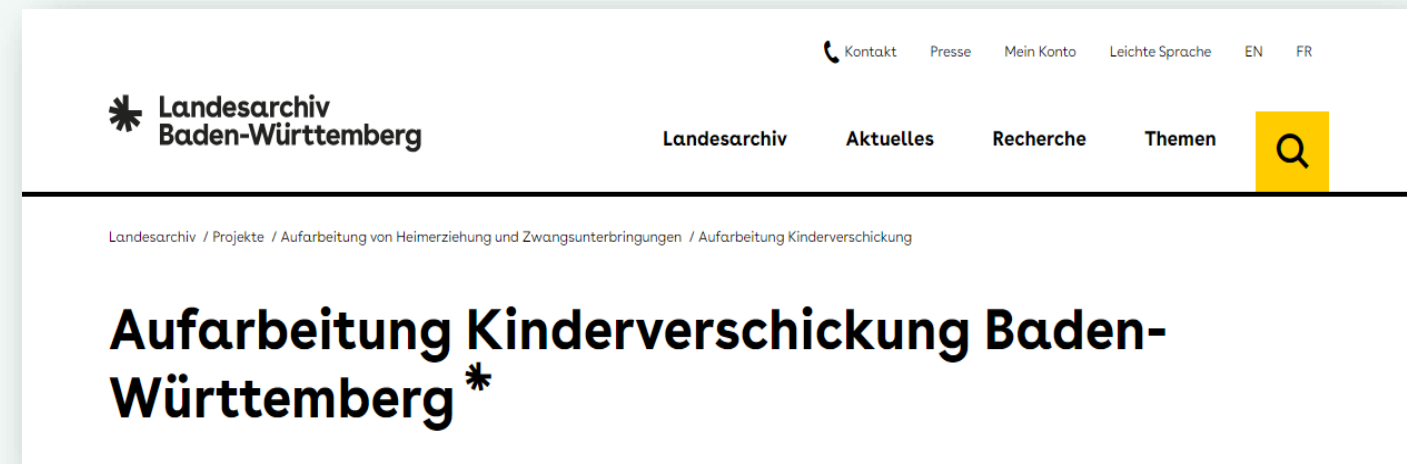 Kontakt Presse Mein Konto Leichte Sprache EN FR
Landesarchiv
Baden-Württemberg
Landesarchiv Aktuelles Recherche Themen
Landesarchiv / Projekte / Aufarbeitung von Heimerziehung und Zwangsunterbringungen / Aufarbeitung Kinderverschickung
Aufarbeitung Kinderverschickung Baden-
Württemberg *